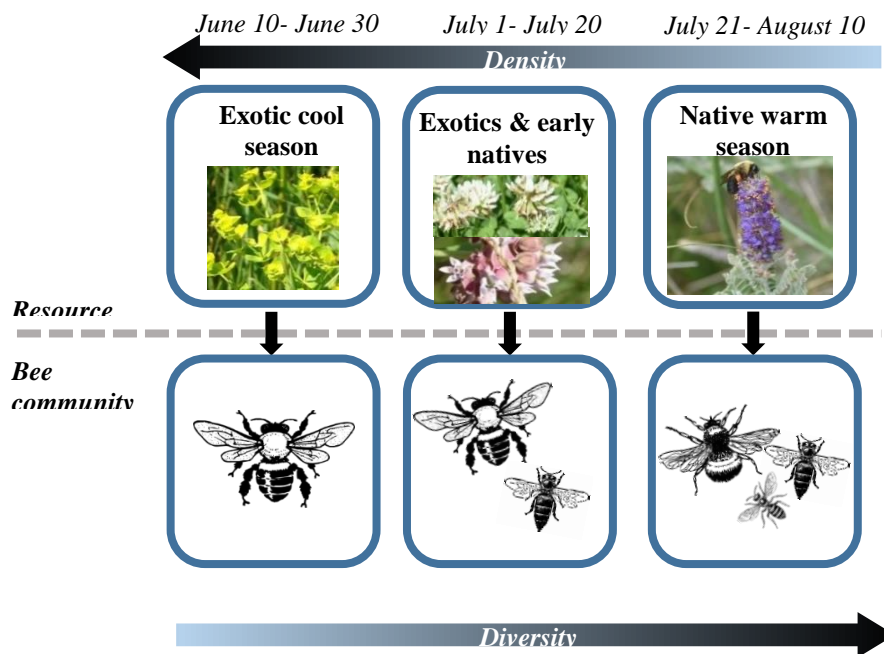 June 10- June 30
July 1- July 20
July 21- August 10
Density
Exotic cool
season
Exotics & early
natives
Native warm
season
Resource
Bee
community
Diversity